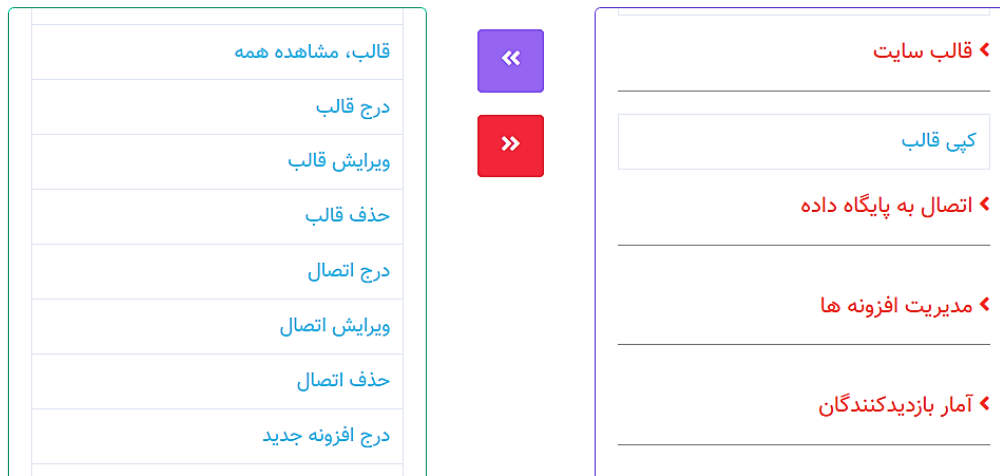 قالب سایت
کپی قالب
اتصال به پایگاه داده
مدیریت افزونه ها
آمار بازدیدکنندگان
قالب، مشاهده همه
درج قالب
ویرایش قالب
حذف قالب
درج اتصال
ویرایش اتصال
حذف اتصال
درج افزونه جدید